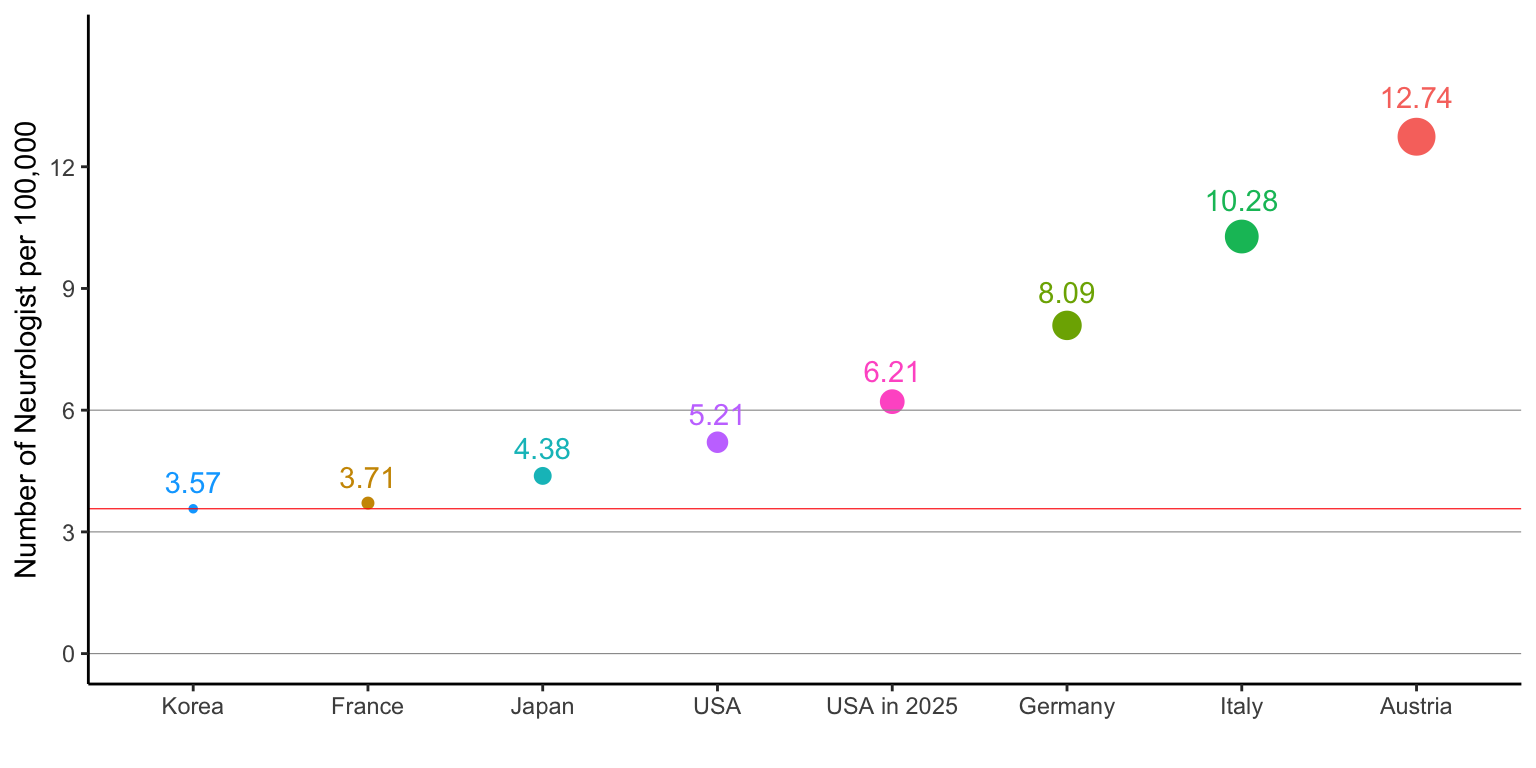 Number of Neurologist per 100,000
12
9
6
3
0
3.57
3.71
4.38
5.21
6.21
8.09
10.28
12.74
Korea
France
Japan
USA
USA in 2025
Germany
Italy
Austria